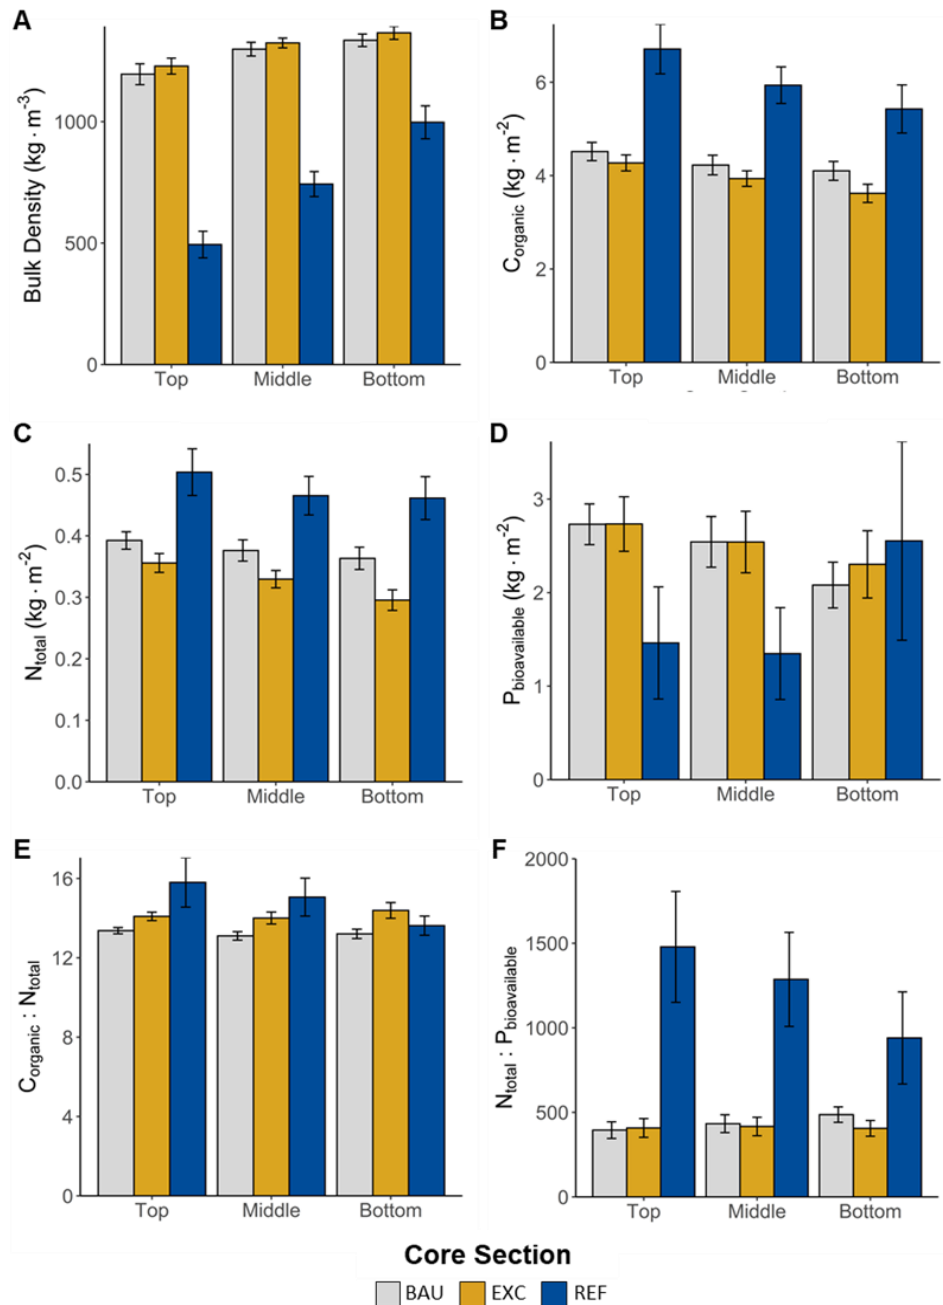 A
Bulk Density (kg · m-3)
1000
500
0
Top Middle Bottom
B
Corganic (kg · m-2)
6
4
2
0
Top Middle Bottom
C
Ntotal (kg · m-2)
0.5
0.4
0.3
0.2
0.1
0.0
Top Middle Bottom
D
Pbioavailable (kg · m-2)
3
2
1
0
Top Middle Bottom
E
Corganic : Ntotal
16
12
8
4
0
Top Middle Bottom
F
Ntotal : Pbioavailable
2000
1500
1000
500
0
Top Middle Bottom
Core Section
BAU EXC REF